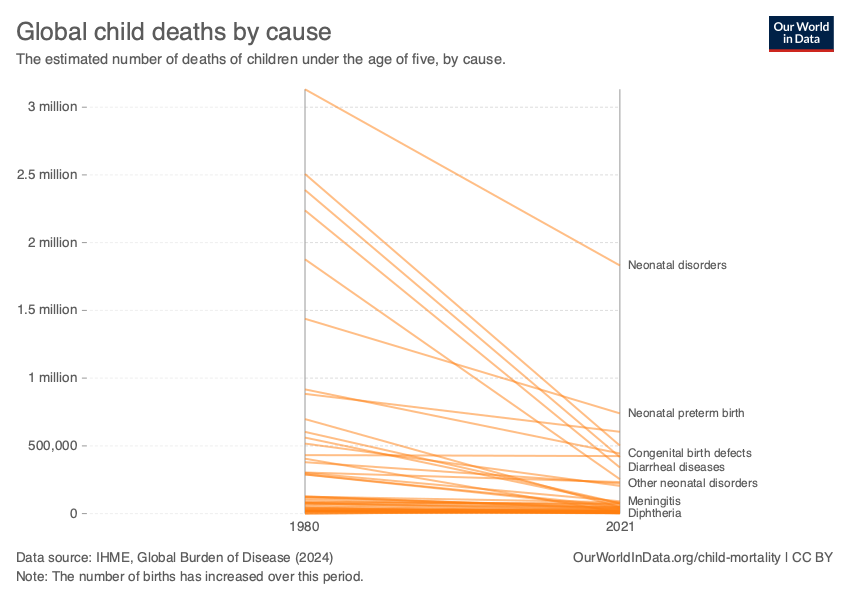 Global child deaths by cause
Our World
in Data
The estimated number of deaths of children under the age of five, by cause.
3 million
2.5 million
2 million
1.5 million
1 million
500,000
0
Neonatal disorders
Neonatal preterm birth
Congenital birth defects
Diarrheal diseases
Other neonatal disorders
Meningitis
Diphtheria
1980
2021
Data source: IHME, Global Burden of Disease (2024)
OurWorldInData.org/child-mortality | CC BY
Note: The number of births has increased over this period.